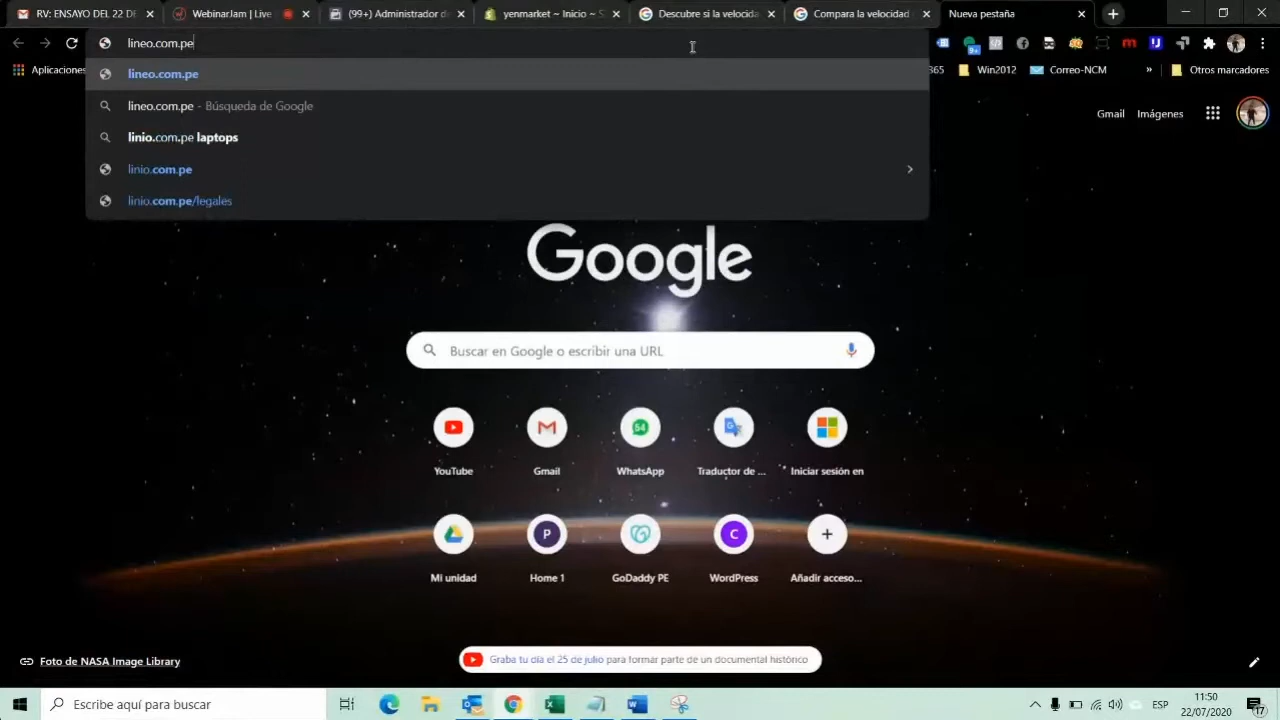 RV: ENSAYO DEL 22 DE
WebinarJam | Live
(99+) Administrador d
yenmarket ~ Inicio ~ S
Descubre si la velocida
Compara la velocidad
Nueva pestaña
lineo.com.pe
9+
Aplicaciones
365
Win2012
Correo-NCM
»
Otros marcadores
lineo.com.pe
lineo.com.pe - Búsqueda de Google
linio.com.pe laptops
linio.com.pe
linio.com.pe/legales
Gmail
Imágenes
Google
Buscar en Google o escribir una URL
54
YouTube
Gmail
WhatsApp
Traductor de ...
Iniciar sesión en
P
C
Mi unidad
Home 1
GoDaddy PE
WordPress
Añadir acceso...
Foto de NASA Image Library
Graba tu día el 25 de julio para formar parte de un documental histórico
Escribe aquí para buscar
ESP
11:50
22/07/2020
17